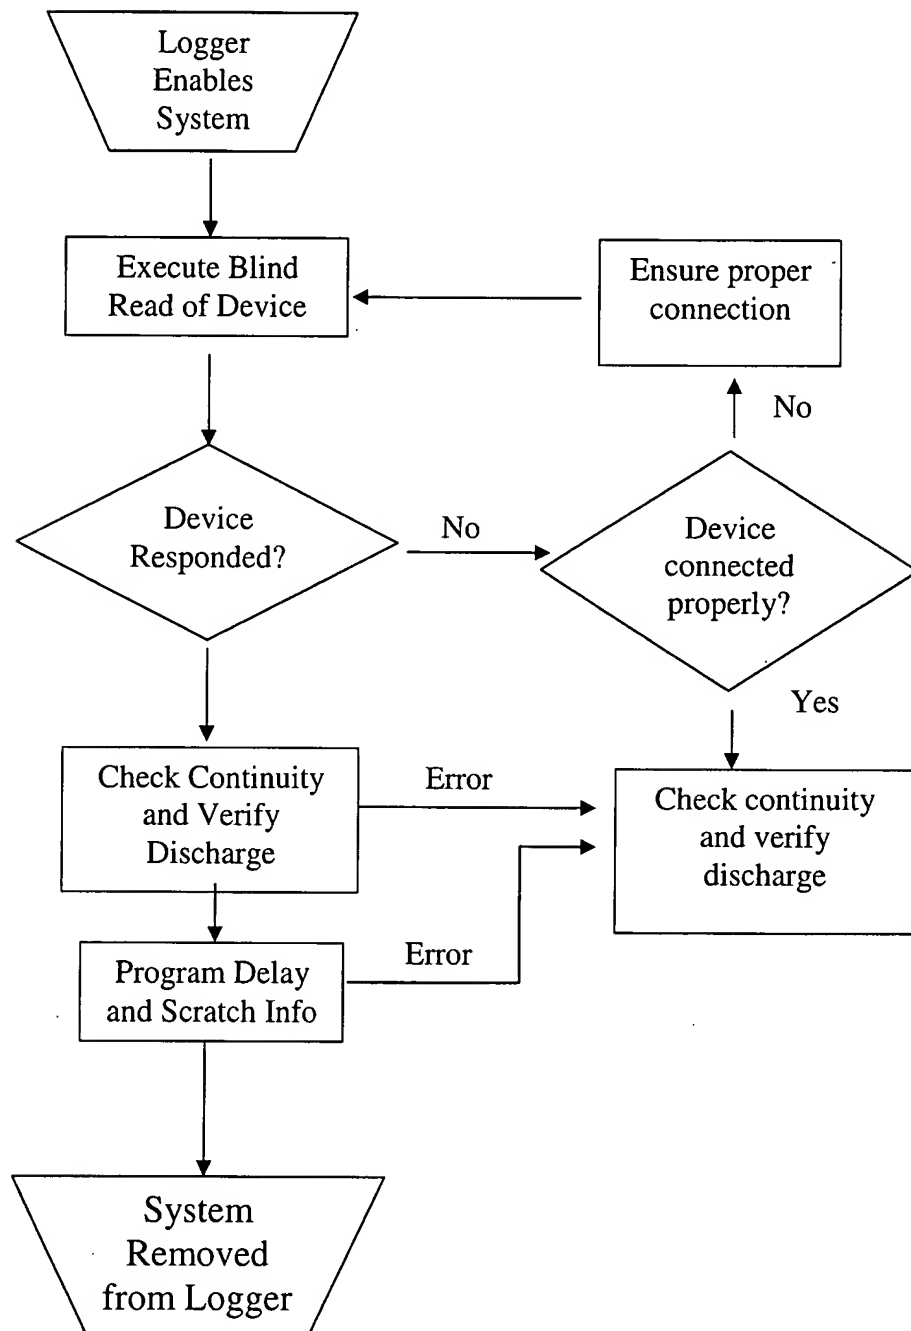 Logger
Enables
System
Execute Blind
Read of Device
Ensure proper
connection
No
Device
Responded?
No
Device
connected
properly?
Yes
Check Continuity
and Verify
Discharge
Error
Check continuity
and verify
discharge
Program Delay
and Scratch Info
Error
System
Removed
from Logger